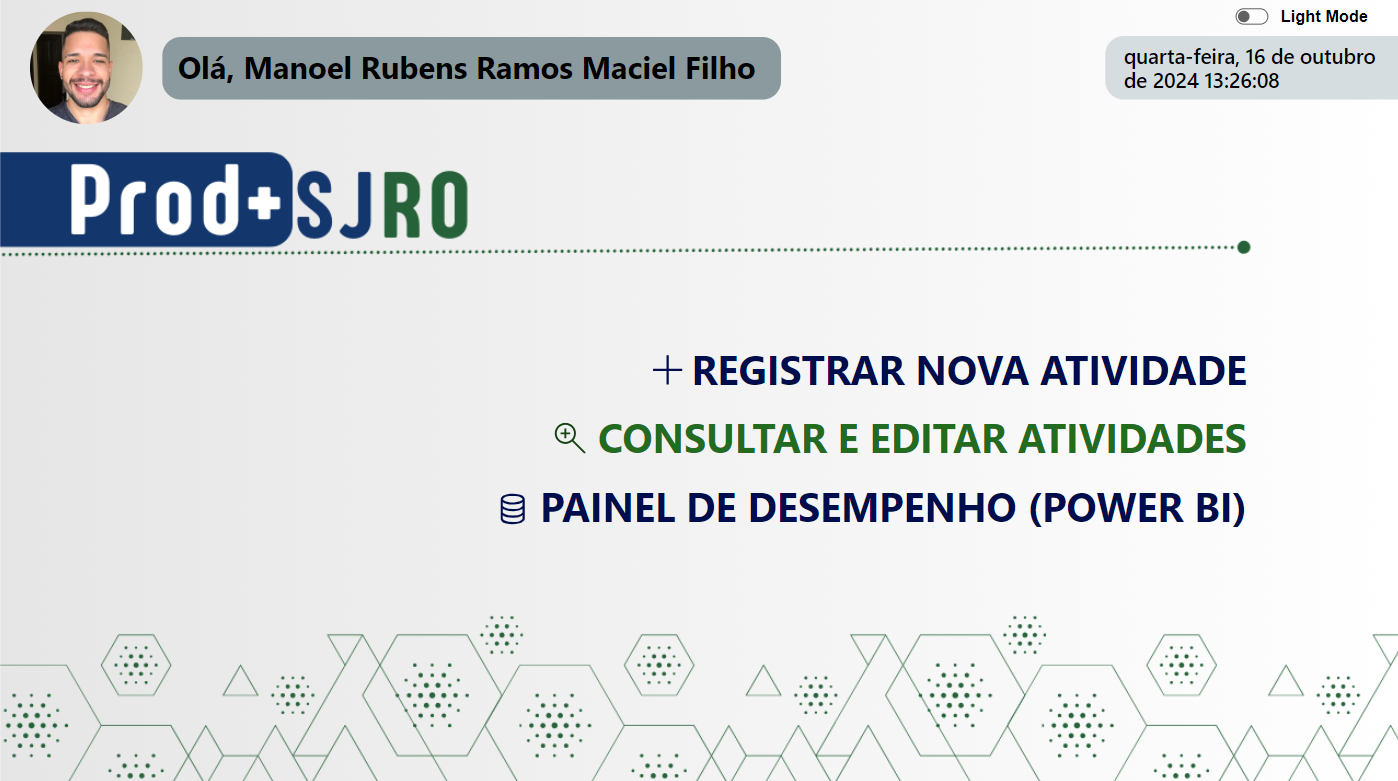 Light Mode
Olá, Manoel Rubens Ramos Maciel Filho
quarta-feira, 16 de outubro
de 2024 13:26:08
Prod+SJRO
REGISTRAR NOVA ATIVIDADE
CONSULTAR E EDITAR ATIVIDADES
PAINEL DE DESEMPENHO (POWER BI)